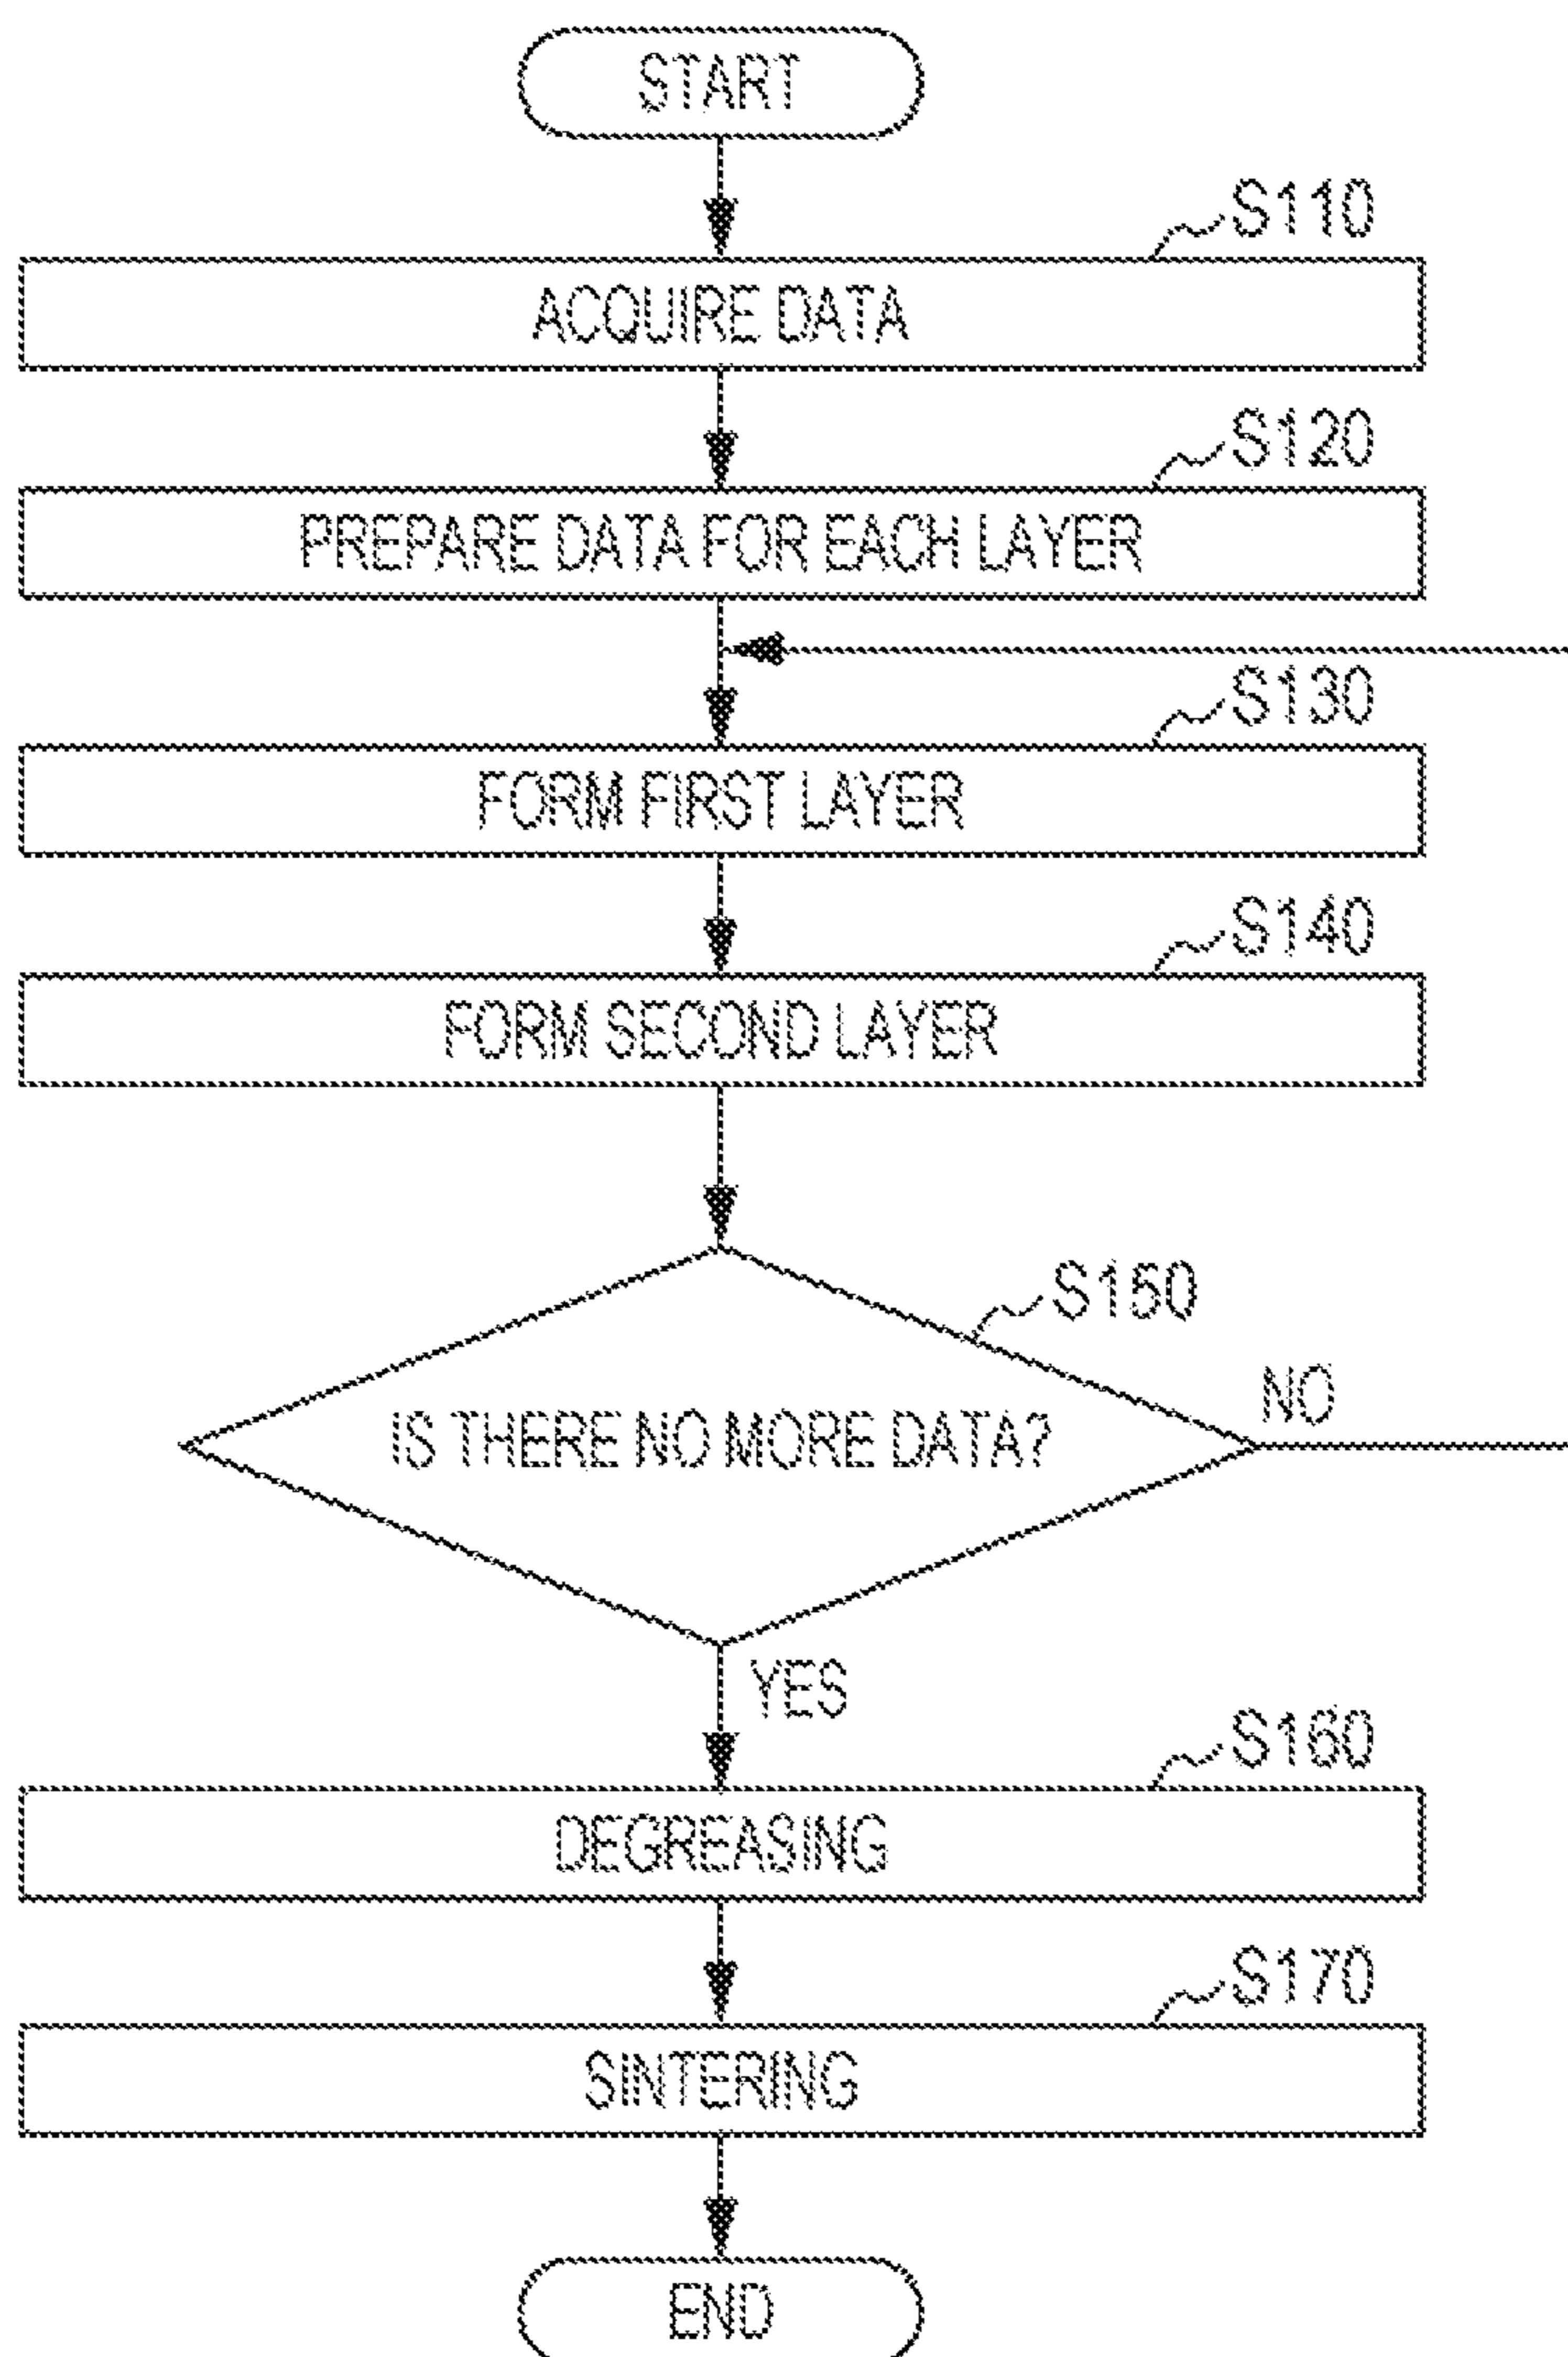 START
S110
ACQUIRE DATA
S120
PREPARE DATA FOR EACH LAYER
S130
FORM FIRST LAYER
S140
FORM SECOND LAYER
S150
IS THERE NO MORE DATA?
NO
YES
S160
DEGREASING
S170
SINTERING
END